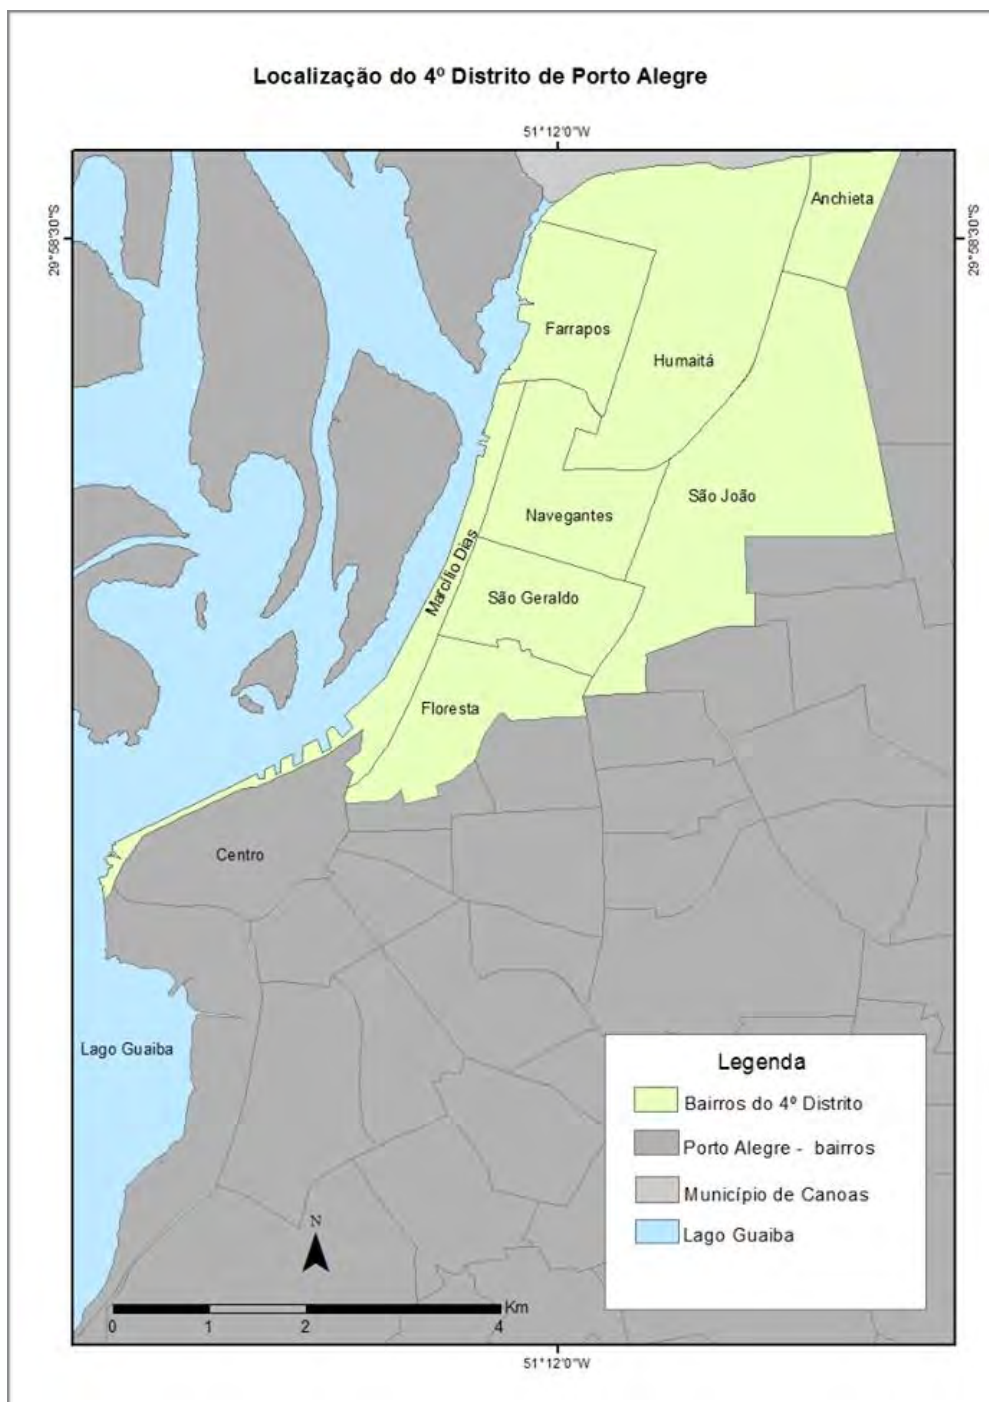 Localização do 4º Distrito de Porto Alegre
51°12'0"W
29°58'30"S
29°58'30"S
Anchieta
Farrapos
Humaitá
São João
Navegantes
Marcílio Dias
São Geraldo
Floresta
Centro
Lago Guaiba
Legenda
Bairros do 4º Distrito
Porto Alegre - bairros
Município de Canoas
Lago Guaiba
N
Km
0 1 2 4
51°12'0"W